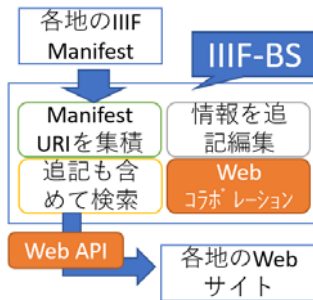 各地のIIIF
Manifest
IIIF-BS
Manifest
URIを集積
情報を追
記編集
追記も含
めて検索
Web
ｺﾗﾎﾞﾚｰｼｮﾝ
Web API
各地のWeb
サイト